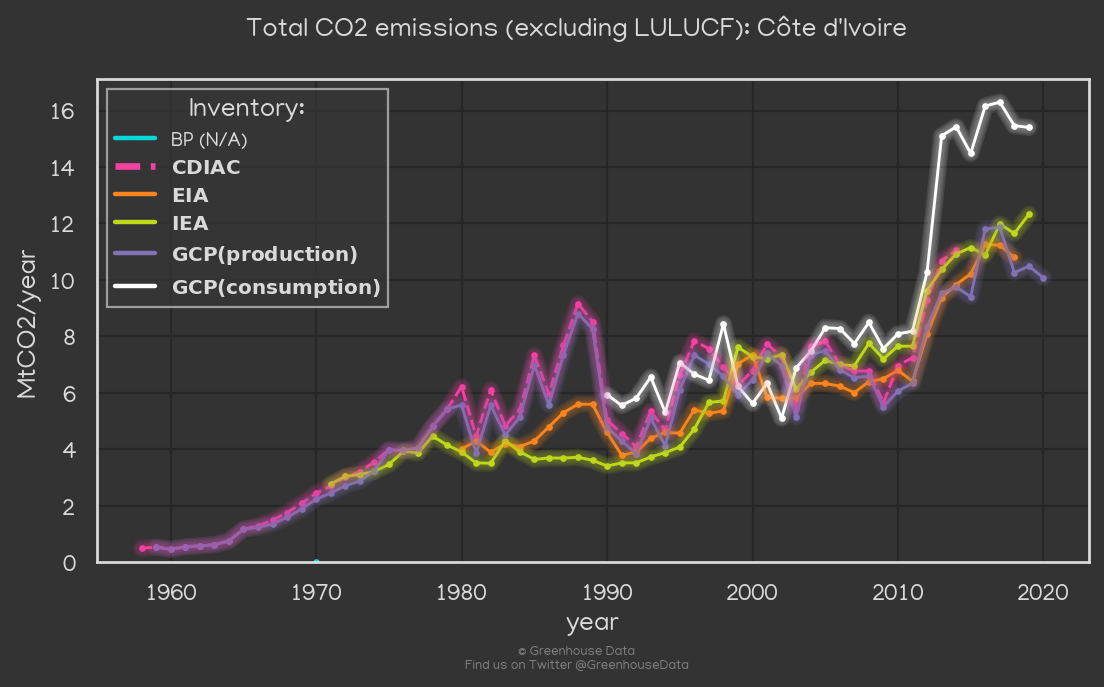 Total CO2 emissions (excluding LULUCF): Côte d'Ivoire
Inventory:
BP (N/A)
CDIAC
EIA
IEA
GCP(production)
GCP(consumption)
MtCO2/year
16
14
12
10
8
6
4
2
0
1960 1970 1980 1990 2000 2010 2020
year
© Greenhouse Data
Find us on Twitter @GreenhouseData